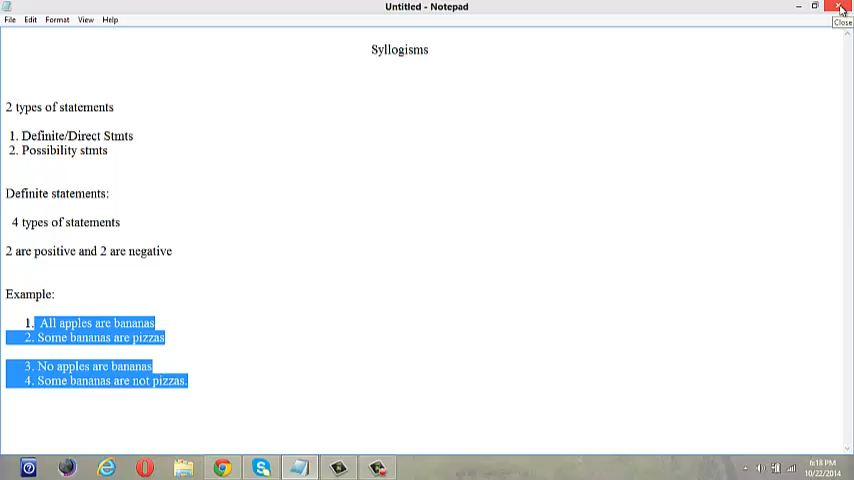 Untitled - Notepad
File Edit Format View Help
Close
Syllogisms
2 types of statements
1. Definite/Direct Stmts
2. Possibility stmts
Definite statements:
4 types of statements
2 are positive and 2 are negative
Example:
1. All apples are bananas
2. Some bananas are pizzas
3. No apples are bananas
4. Some bananas are not pizzas.
6:18 PM
10/22/2014